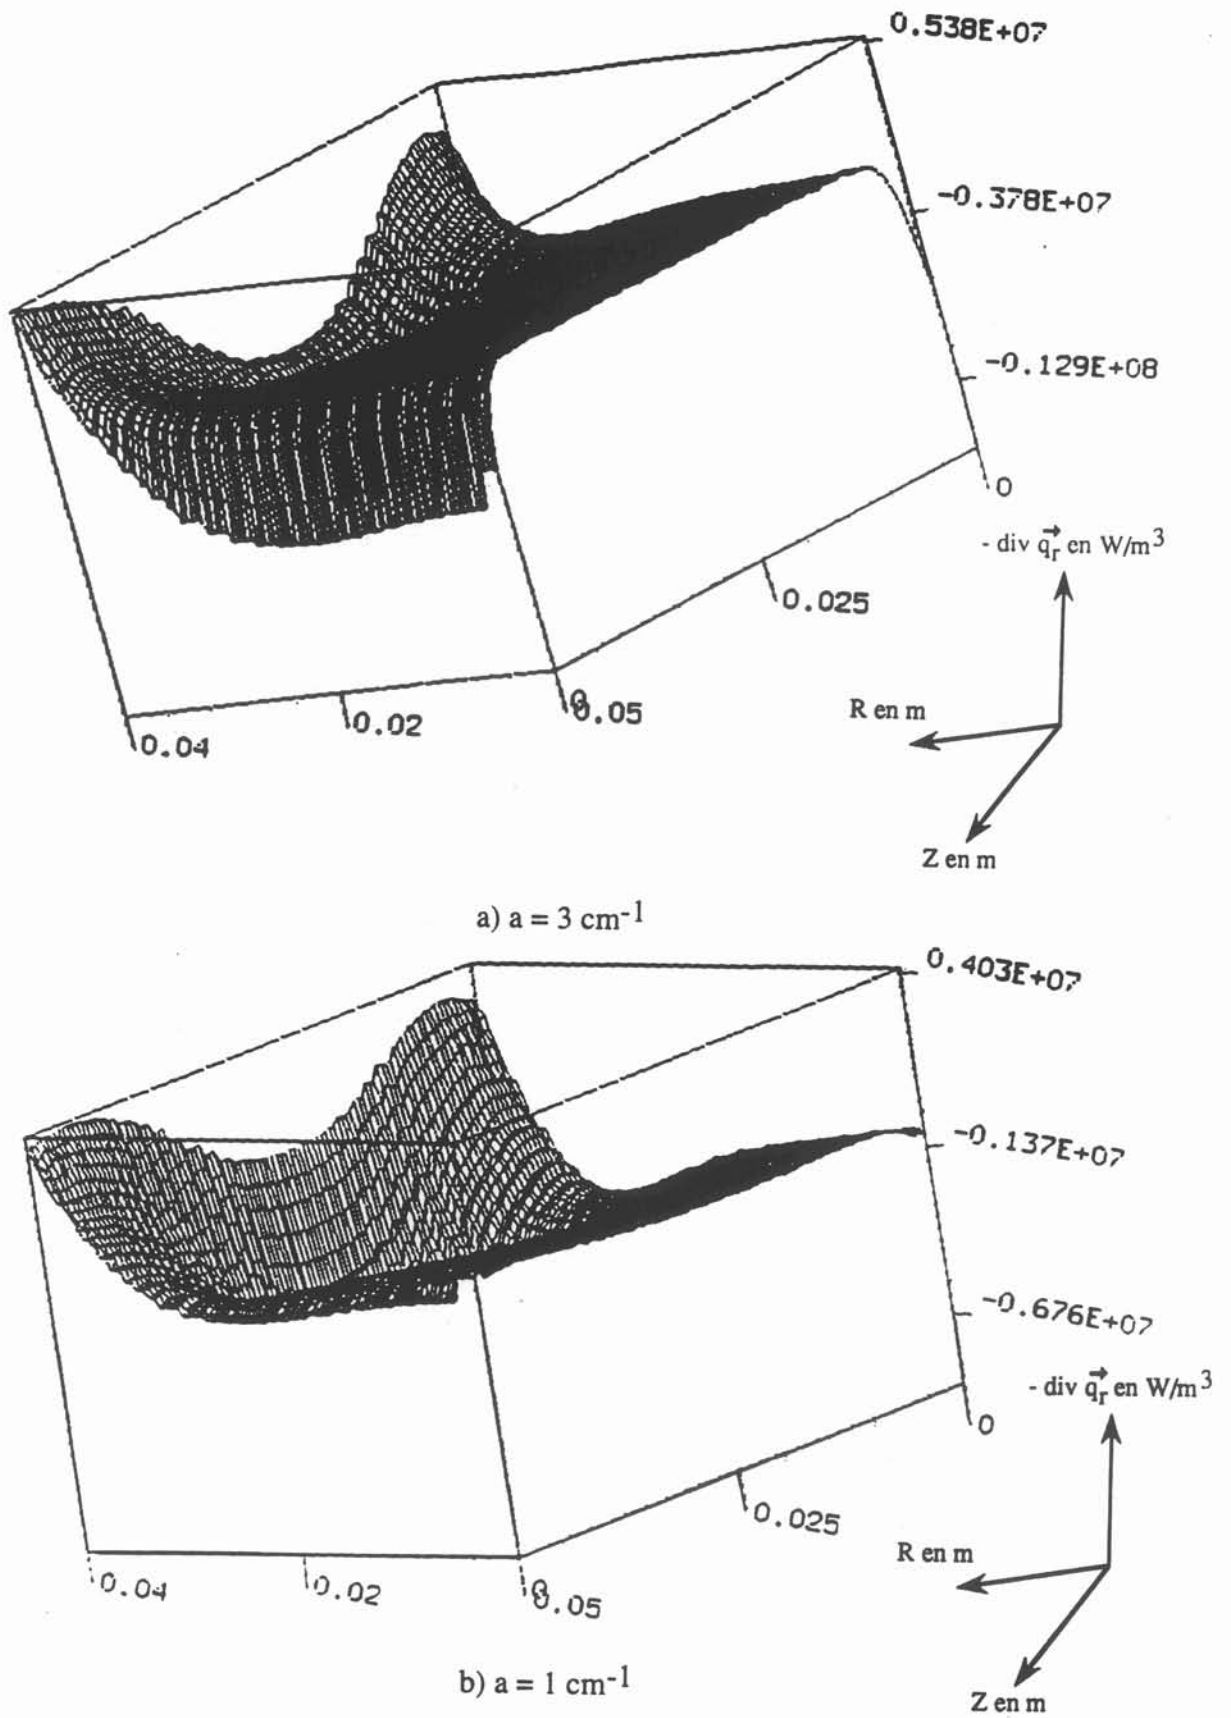 0.538E+07
-0.378E+07
-0.129E+08
0
- div q⃗r en W/m³
0.025
0.05
0
R en m
0.02
0.04
Z en m
a) a = 3 cm⁻¹
0.403E+07
-0.137E+07
-0.676E+07
- div q⃗r en W/m³
0
0.025
R en m
0.04
0.02
0
0.05
b) a = 1 cm⁻¹
Z en m